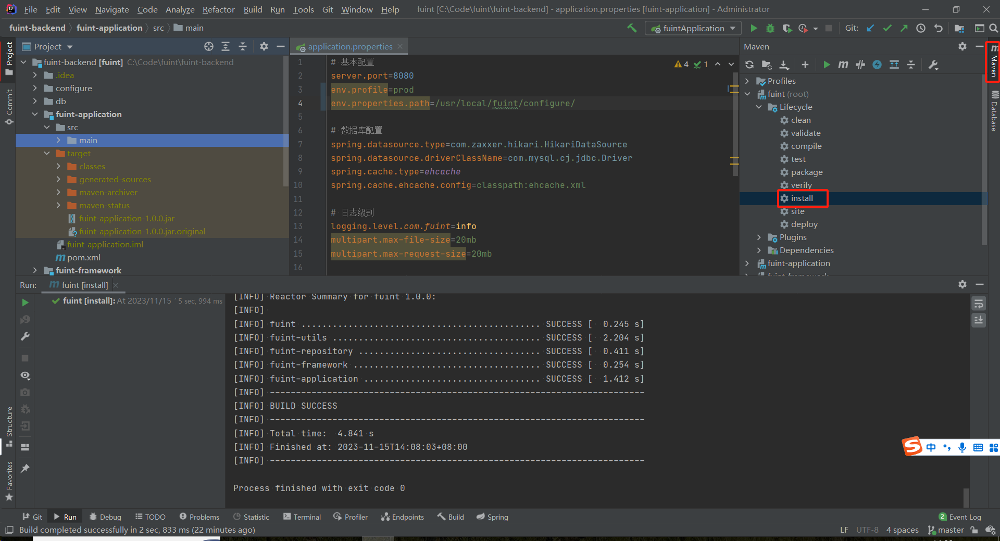 File Edit View Navigate Code Analyze Refactor Build Run Tools Git Window Help fuint [C:\Code\fuint\fuint-backend] - application.properties [fuint-application] - Administrator
fuint-backend fuint-application src main
fuintApplication Git:
Project
application.properties
Maven
Project
Commit
Structure
Favorites
fuint-backend [fuint] C:\Code\fuint\fuint-backend
.idea
configure
db
fuint-application
src
main
target
classes
generated-sources
maven-archiver
maven-status
fuint-application-1.0.0.jar
fuint-application-1.0.0.jar.original
fuint-application.iml
pom.xml
fuint-framework
4 1
1 # 基本配置
2 server.port=8080
3 env.profile=prod
4 env.properties.path=/usr/local/fuint/configure/
5
6 # 数据库配置
7 spring.datasource.type=com.zaxxer.hikari.HikariDataSource
8 spring.datasource.driverClassName=com.mysql.cj.jdbc.Driver
9 spring.cache.type=ehcache
10 spring.cache.ehcache.config=classpath:ehcache.xml
11
12 # 日志级别
13 logging.level.com.fuint=info
14 multipart.max-file-size=20mb
15 multipart.max-request-size=20mb
16
Profiles
fuint (root)
Lifecycle
clean
validate
compile
test
package
verify
install
site
deploy
Plugins
Dependencies
fuint-application
fuint-framework
Maven
Database
Run: fuint [install]
fuint [install]: At 2023/11/15 5 sec, 994 ms
[INFO] Reactor Summary for fuint 1.0.0:
[INFO]
[INFO] fuint .............................................. SUCCESS [  0.245 s]
[INFO] fuint-utils ........................................ SUCCESS [  2.204 s]
[INFO] fuint-repository ................................... SUCCESS [  0.411 s]
[INFO] fuint-framework .................................... SUCCESS [  0.254 s]
[INFO] fuint-application .................................. SUCCESS [  1.412 s]
[INFO] ------------------------------------------------------------------------
[INFO] BUILD SUCCESS
[INFO] ------------------------------------------------------------------------
[INFO] Total time:  4.841 s
[INFO] Finished at: 2023-11-15T14:08:03+08:00
[INFO] ------------------------------------------------------------------------
Process finished with exit code 0
中
Git Run Debug TODO Problems Statistic Terminal Profiler Endpoints Build Spring 2 Event Log
Build completed successfully in 2 sec, 833 ms (22 minutes ago) LF UTF-8 4 spaces master